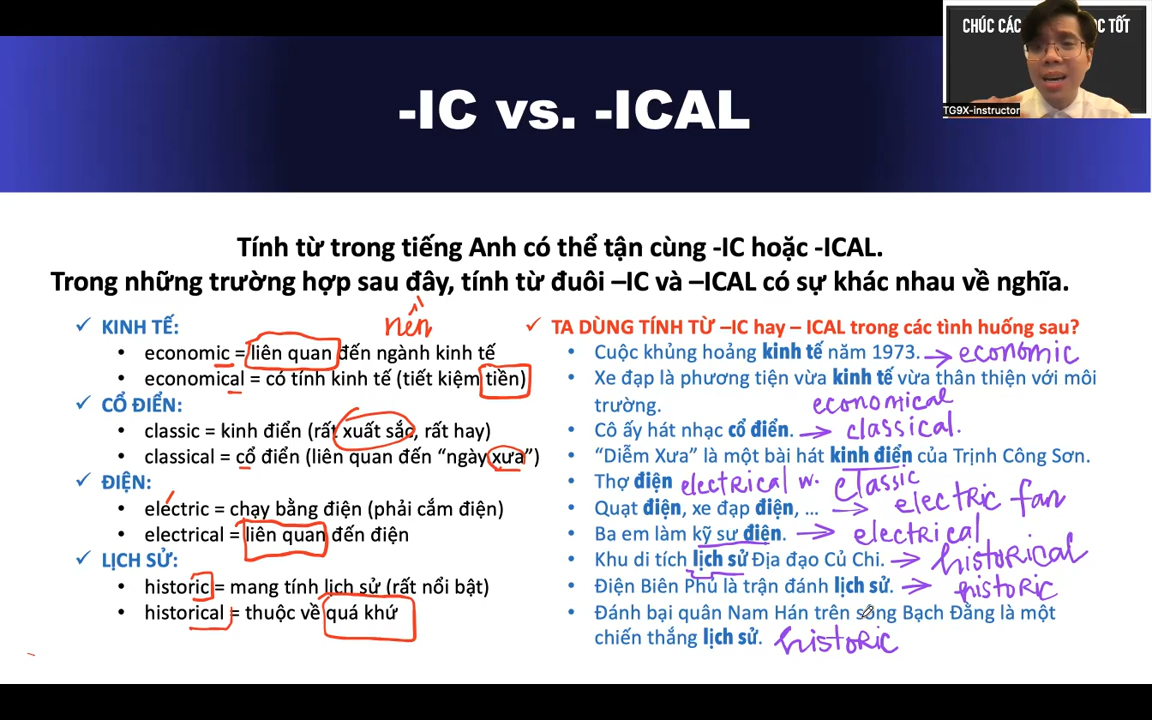 CHÚC CÁC ỌC TỐT
TG9X-instructor
-IC vs. -ICAL
Tính từ trong tiếng Anh có thể tận cùng -IC hoặc -ICAL.
Trong những trường hợp sau đây, tính từ đuôi –IC và –ICAL có sự khác nhau về nghĩa.
nền
✓ KINH TẾ:
• economic = liên quan đến ngành kinh tế
• economical = có tính kinh tế (tiết kiệm tiền)
✓ CỔ ĐIỂN:
• classic = kinh điển (rất xuất sắc, rất hay)
• classical = cổ điển (liên quan đến “ngày xưa”)
✓ ĐIỆN:
• electric = chạy bằng điện (phải cắm điện)
• electrical = liên quan đến điện
✓ LỊCH SỬ:
• historic = mang tính lịch sử (rất nổi bật)
• historical = thuộc về quá khứ
✓ TA DÙNG TÍNH TỪ –IC hay – ICAL trong các tình huống sau?
• Cuộc khủng hoảng kinh tế năm 1973. → economic
• Xe đạp là phương tiện vừa kinh tế vừa thân thiện với môi
trường. economical
• Cô ấy hát nhạc cổ điển. → classical.
• “Diễm Xưa” là một bài hát kinh điển của Trịnh Công Sơn.
classic
• Thợ điện electrical w.
• Quạt điện, xe đạp điện, ... → electric fan
• Ba em làm kỹ sư điện. → electrical
• Khu di tích lịch sử Địa đạo Củ Chi. → historical
• Điện Biên Phủ là trận đánh lịch sử. → historic
• Đánh bại quân Nam Hán trên sông Bạch Đằng là một
chiến thắng lịch sử. historic